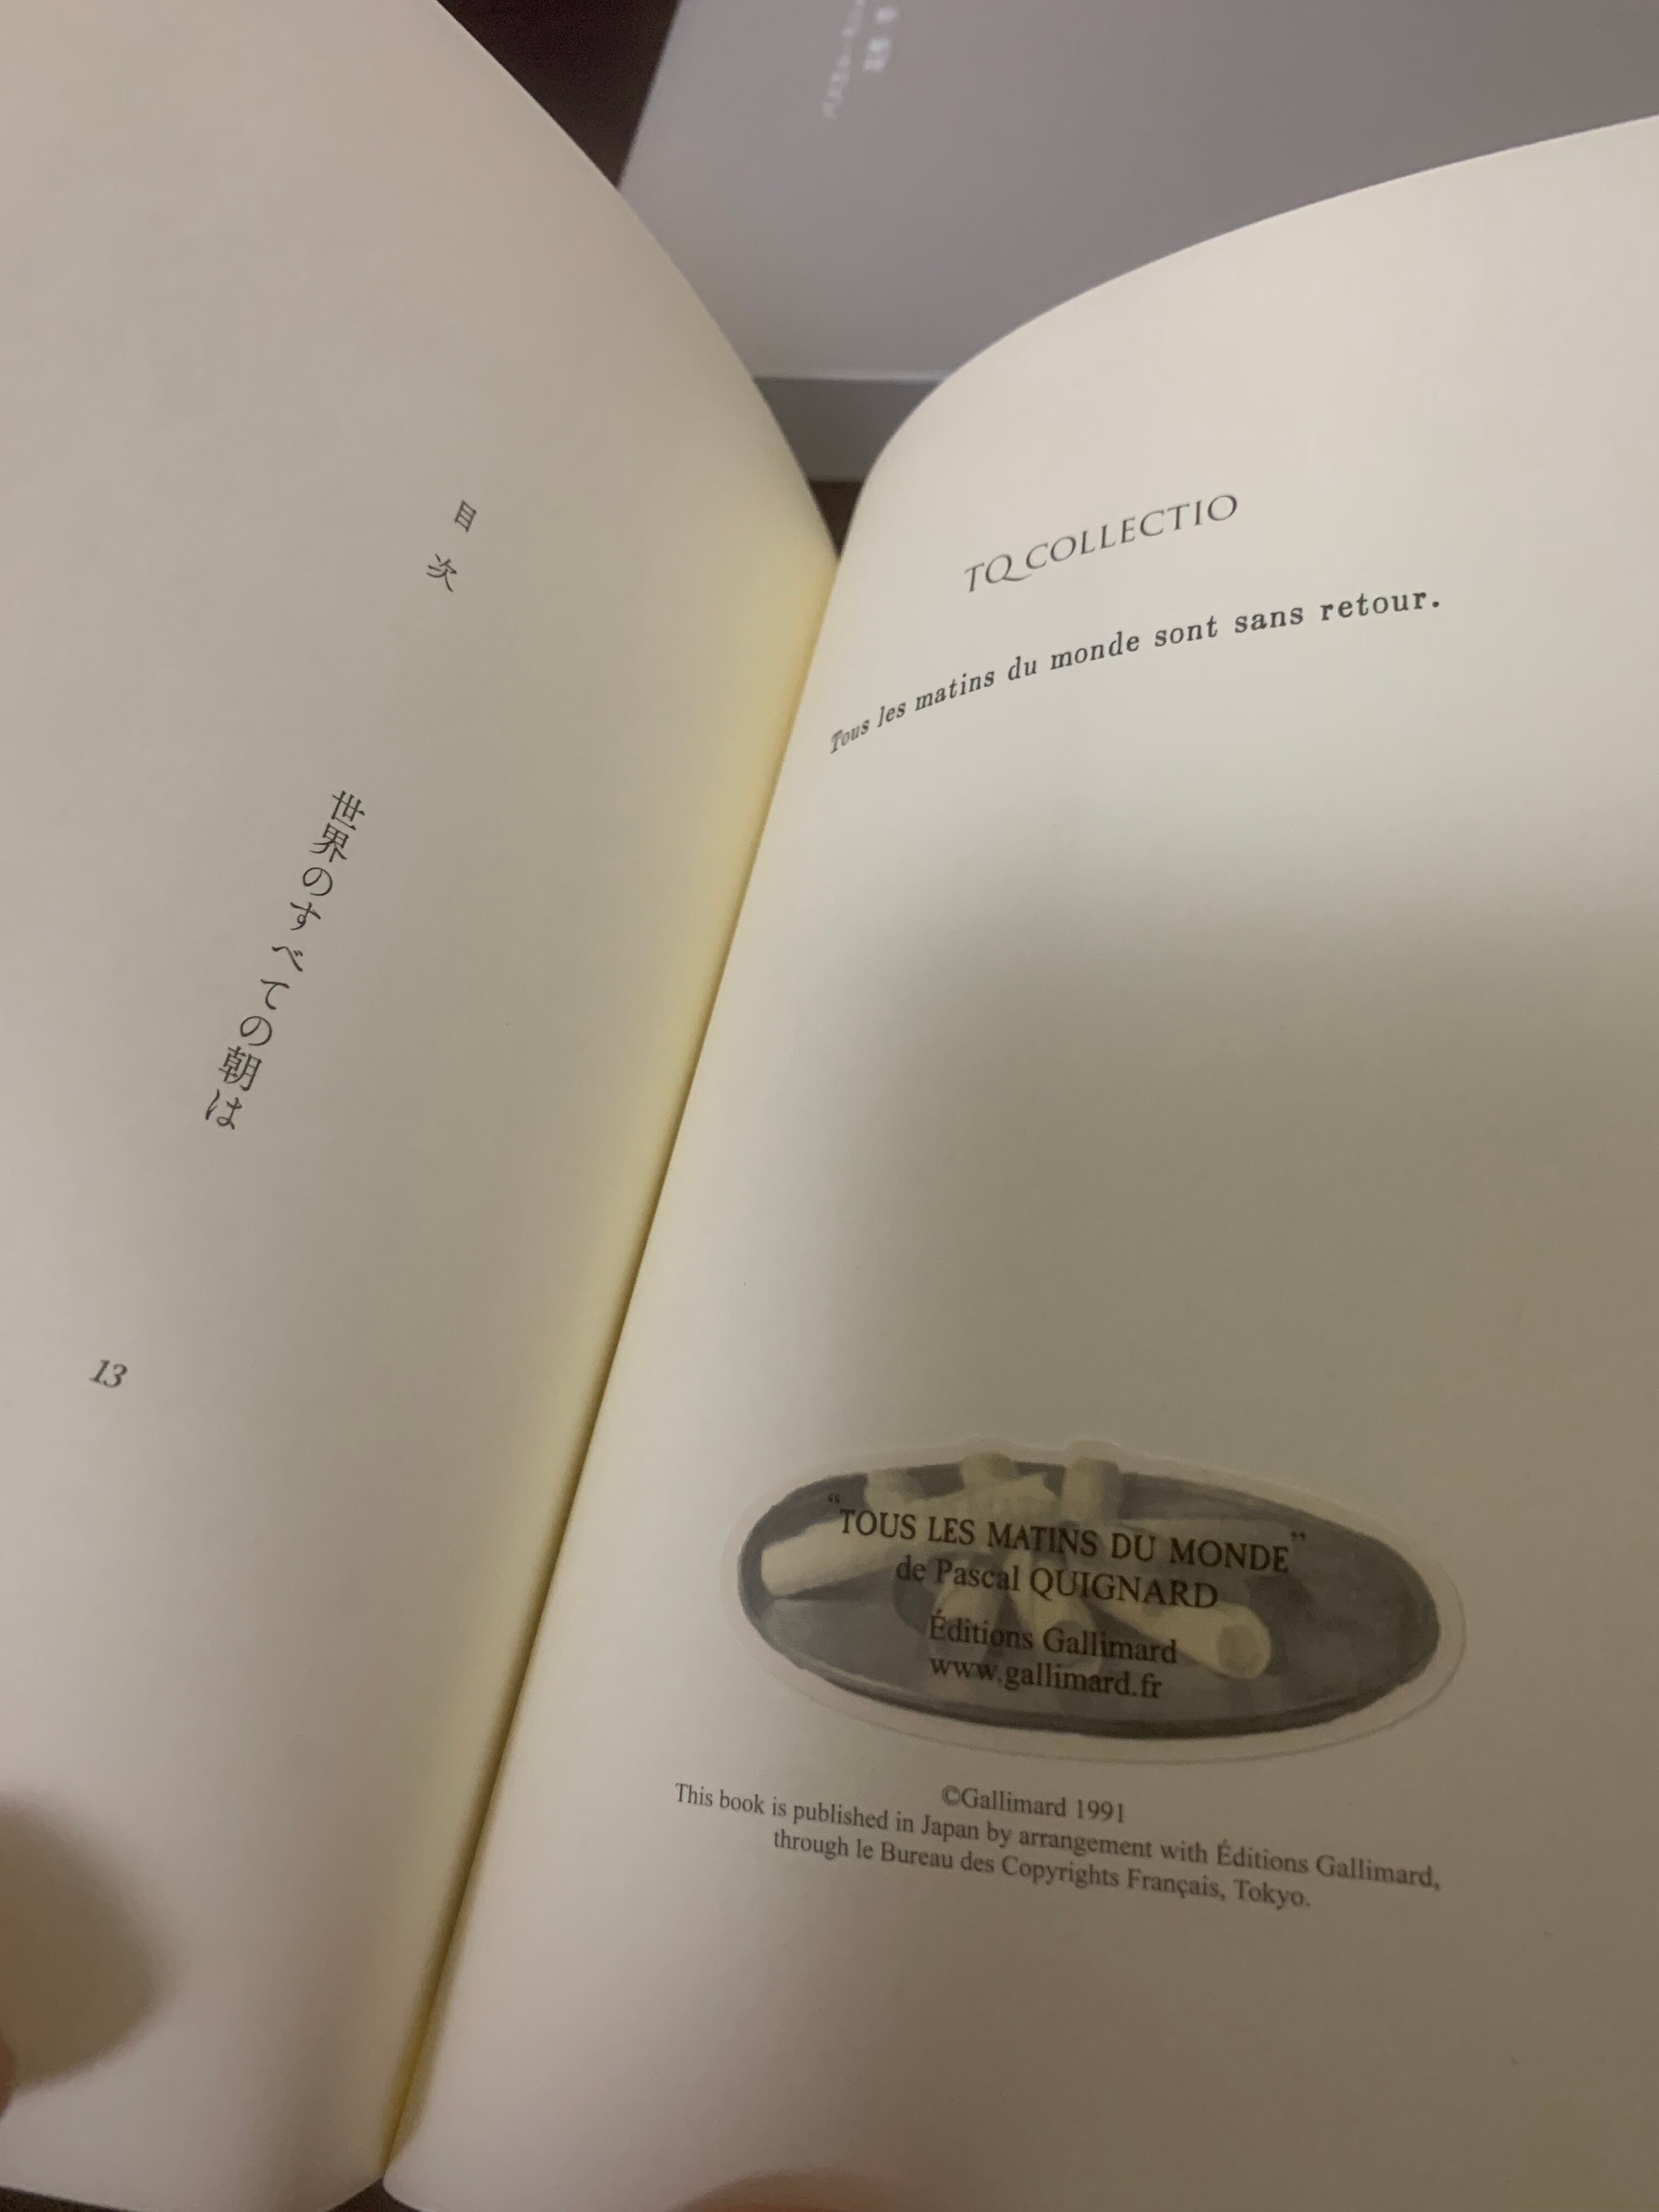 TQ COLLECTIO
Tous les matins du monde sont sans retour.
“TOUS LES MATINS DU MONDE”
de Pascal QUIGNARD
Éditions Gallimard
www.gallimard.fr
©Gallimard 1991
This book is published in Japan by arrangement with Éditions Gallimard,
through le Bureau des Copyrights Français, Tokyo.
目次
世界のすべての朝は
13